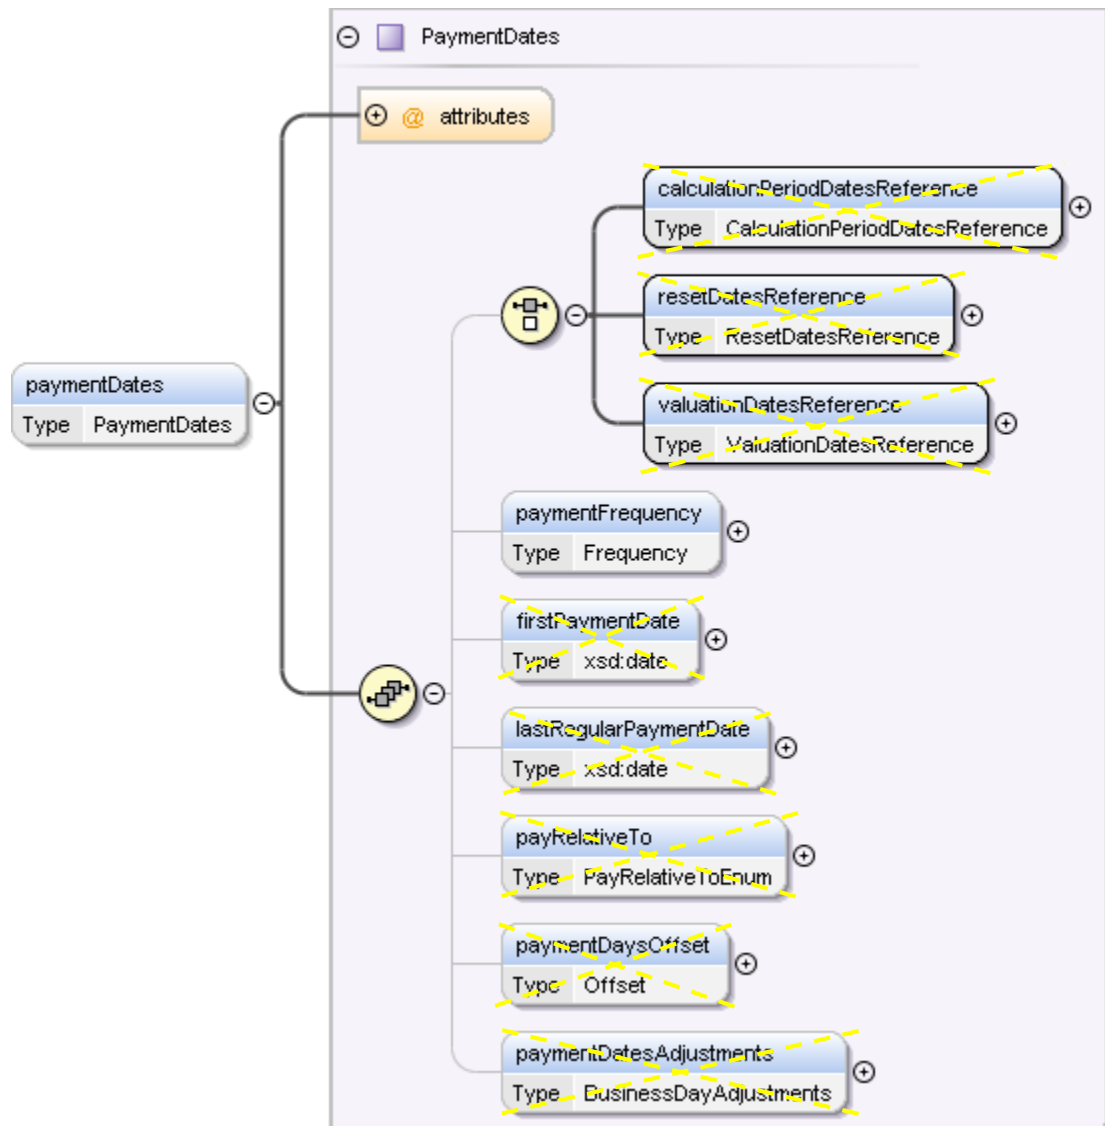 PaymentDates
@ attributes
calculationPeriodDatesReference
Type CalculationPeriodDatesReference
resetDatesReference
Type ResetDatesReference
valuationDatesReference
Type ValuationDatesReference
paymentDates
Type PaymentDates
paymentFrequency
Type Frequency
firstPaymentDate
Type xsd:date
lastRegularPaymentDate
Type xsd:date
payRelativeTo
Type PayRelativeToEnum
paymentDaysOffset
Type Offset
paymentDatesAdjustments
Type BusinessDayAdjustments